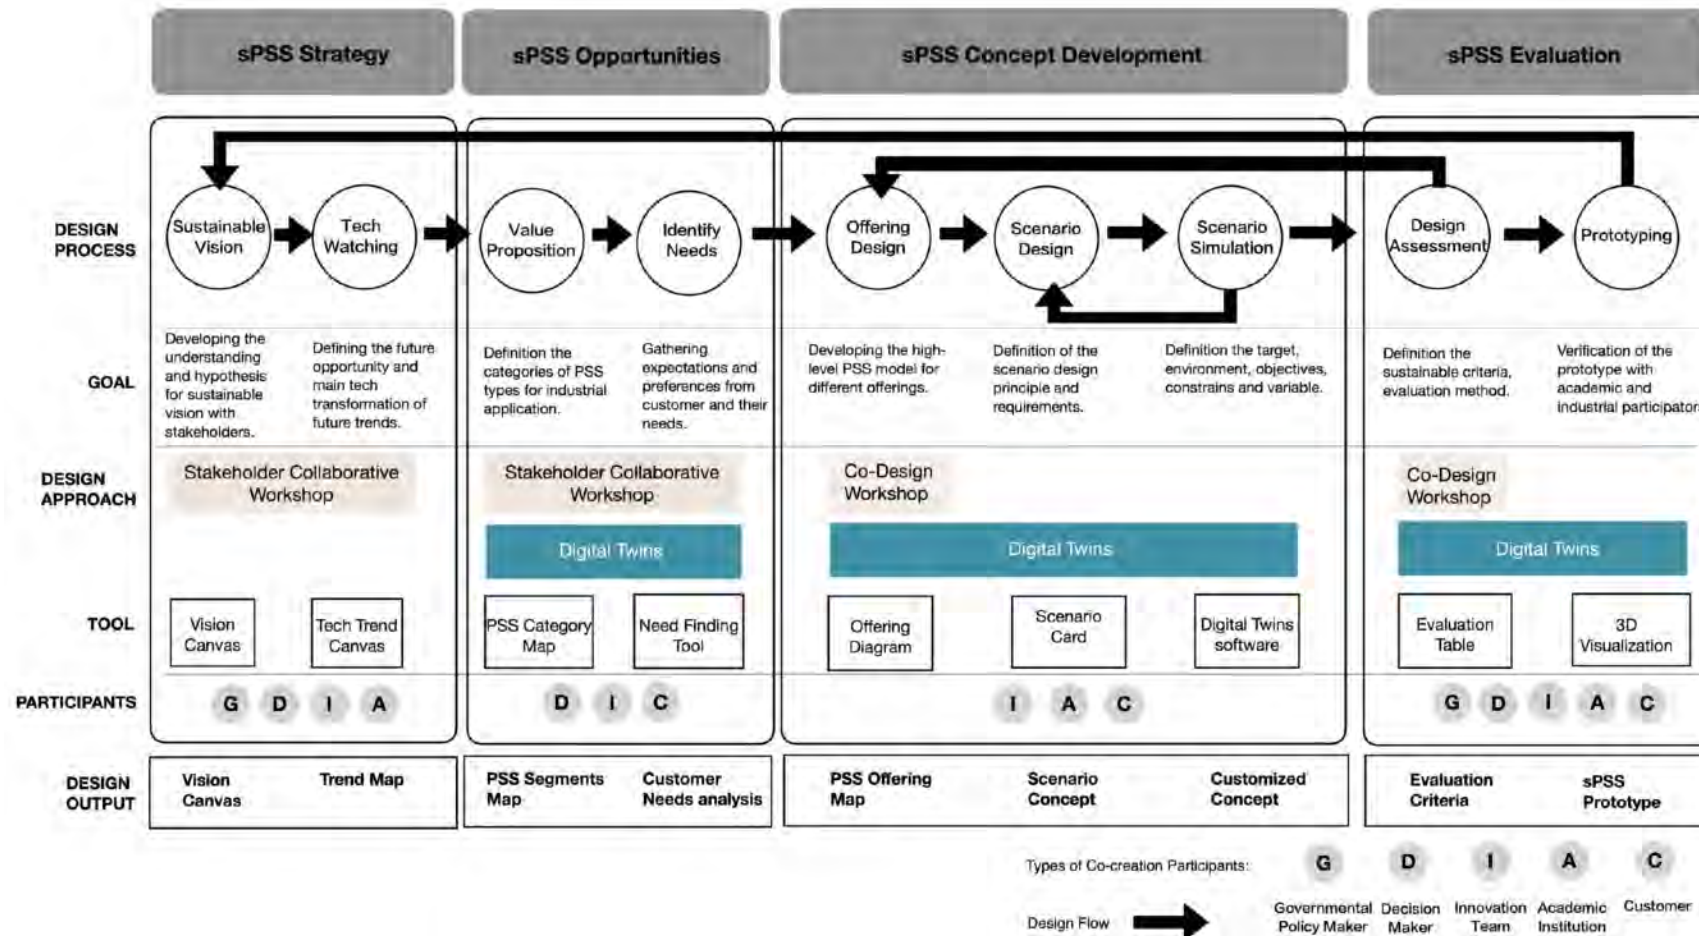 sPSS Strategy
sPSS Opportunities
sPSS Concept Development
sPSS Evaluation
DESIGN
PROCESS
Sustainable
Vision
Tech
Watching
Value
Proposition
Identify
Needs
Offering
Design
Scenario
Design
Scenario
Simulation
Design
Assessment
Prototyping
GOAL
Developing the
understanding
and hypothesis
for sustainable
vision with
stakeholders.
Defining the future
opportunity and
main tech
transformation of
future trends.
Definition the
categories of PSS
types for industrial
application.
Gathering
expectations and
preferences from
customer and their
needs.
Developing the high-
level PSS model for
different offerings.
Definition of the
scenario design
principle and
requirements.
Definition the target,
environment, objectives,
constrains and variable.
Definition the
sustainable criteria,
evaluation method.
Verification of the
prototype with
academic and
industrial participators
DESIGN
APPROACH
Stakeholder Collaborative
Workshop
Stakeholder Collaborative
Workshop
Co-Design
Workshop
Co-Design
Workshop
Digital Twins
Digital Twins
Digital Twins
TOOL
Vision
Canvas
Tech Trend
Canvas
PSS Category
Map
Need Finding
Tool
Offering
Diagram
Scenario
Card
Digital Twins
software
Evaluation
Table
3D
Visualization
PARTICIPANTS
G D I A
D I C
I A C
G D I A C
DESIGN
OUTPUT
Vision
Canvas
Trend Map
PSS Segments
Map
Customer
Needs analysis
PSS Offering
Map
Scenario
Concept
Customized
Concept
Evaluation
Criteria
sPSS
Prototype
Types of Co-creation Participants:
G D I A C
Governmental
Policy Maker
Decision
Maker
Innovation
Team
Academic
Institution
Customer
Design Flow